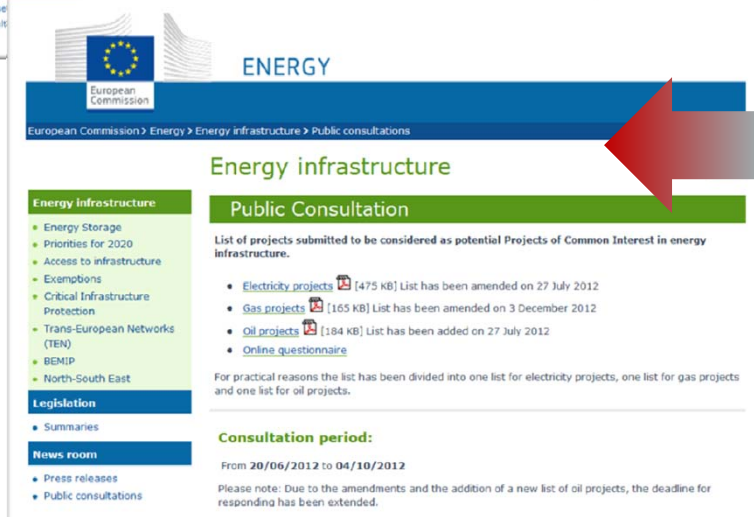 ENERGY
European
Commission
European Commission > Energy > Energy infrastructure > Public consultations
Energy infrastructure
Energy infrastructure
• Energy Storage
• Priorities for 2020
• Access to infrastructure
• Exemptions
• Critical Infrastructure
Protection
• Trans-European Networks
(TEN)
• BEMIP
• North-South East
Legislation
• Summaries
News room
• Press releases
• Public consultations
Public Consultation
List of projects submitted to be considered as potential Projects of Common Interest in energy
infrastructure.
• Electricity projects [475 KB] List has been amended on 27 July 2012
• Gas projects [165 KB] List has been amended on 3 December 2012
• Oil projects [184 KB] List has been added on 27 July 2012
• Online questionnaire
For practical reasons the list has been divided into one list for electricity projects, one list for gas projects
and one list for oil projects.
Consultation period:
From 20/06/2012 to 04/10/2012
Please note: Due to the amendments and the addition of a new list of oil projects, the deadline for
responding has been extended.